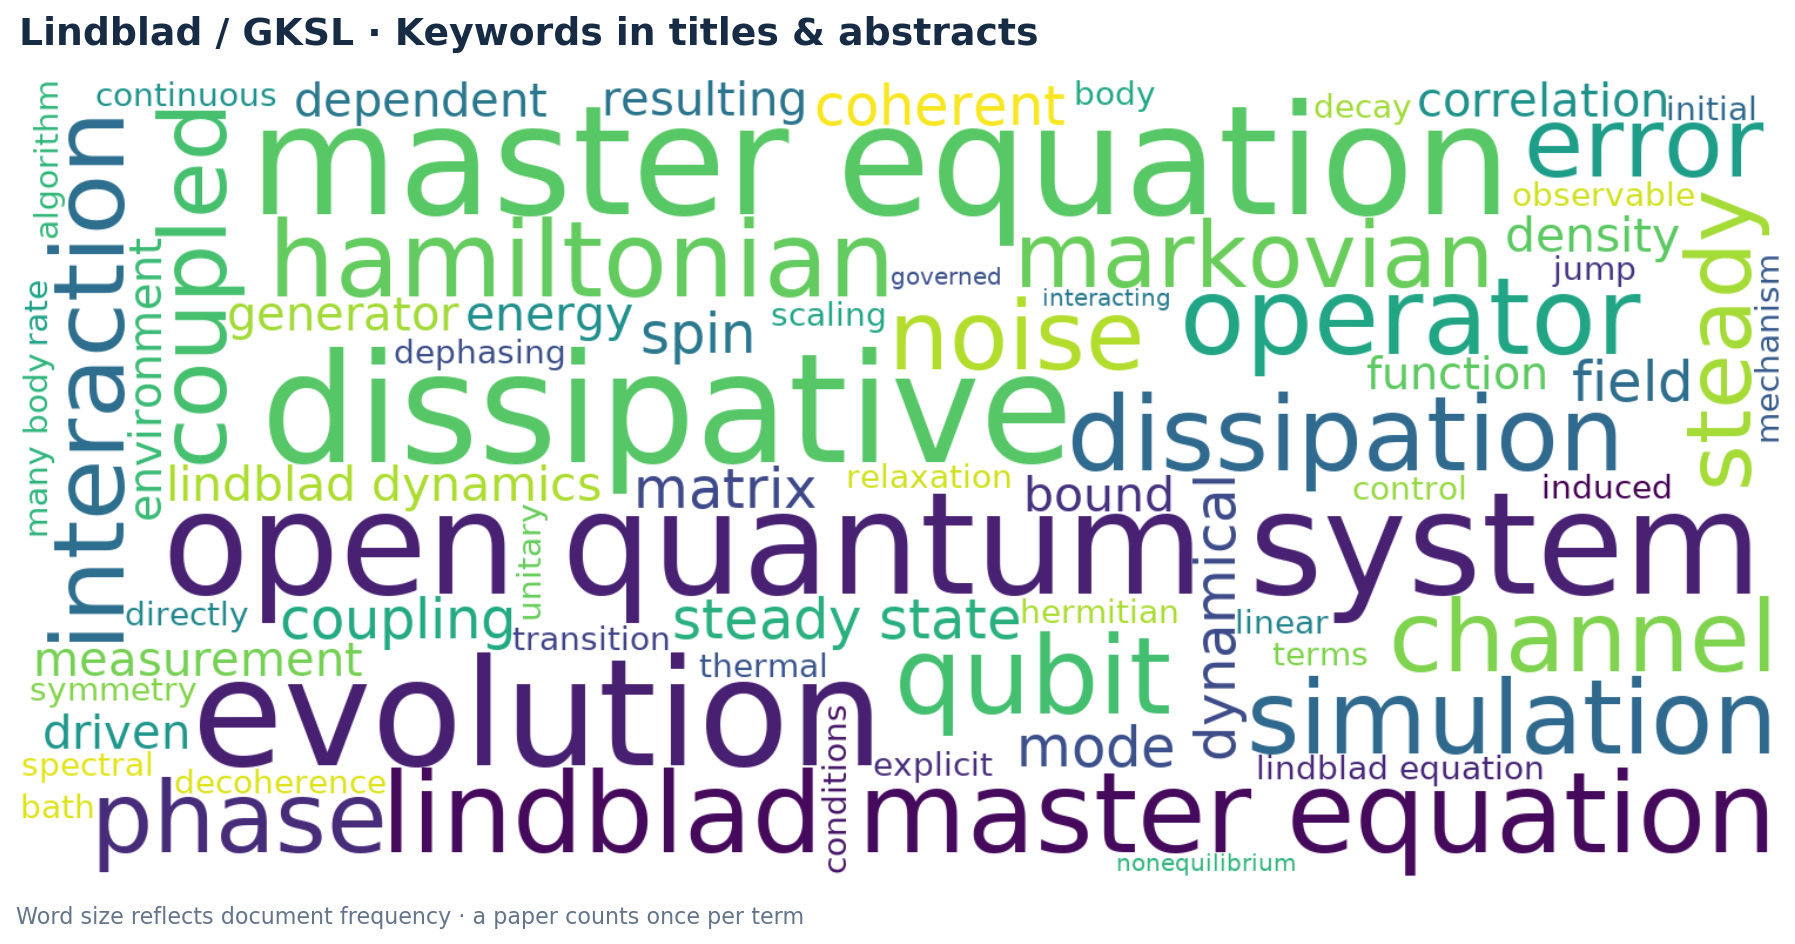 Lindblad / GKSL · Keywords in titles & abstracts
algorithm
continuous
dependent
resulting
coherent
body
decay
correlation
initial
interaction
coupled
master equation
error
observable
steady
hamiltonian
governed
markovian
density
jump
mechanism
many body
rate
environment
generator
energy
spin
scaling
interacting
noise
operator
dephasing
dissipative
function
field
dissipation
lindblad dynamics
matrix
relaxation
bound
dynamical
control
induced
open quantum system
unitary
directly
coupling
transition
steady state
hermitian
linear
terms
channel
measurement
symmetry
thermal
evolution
qubit
simulation
driven
mode
spectral
decoherence
bath
conditions
explicit
lindblad equation
phase
lindblad master equation
nonequilibrium
Word size reflects document frequency · a paper counts once per term